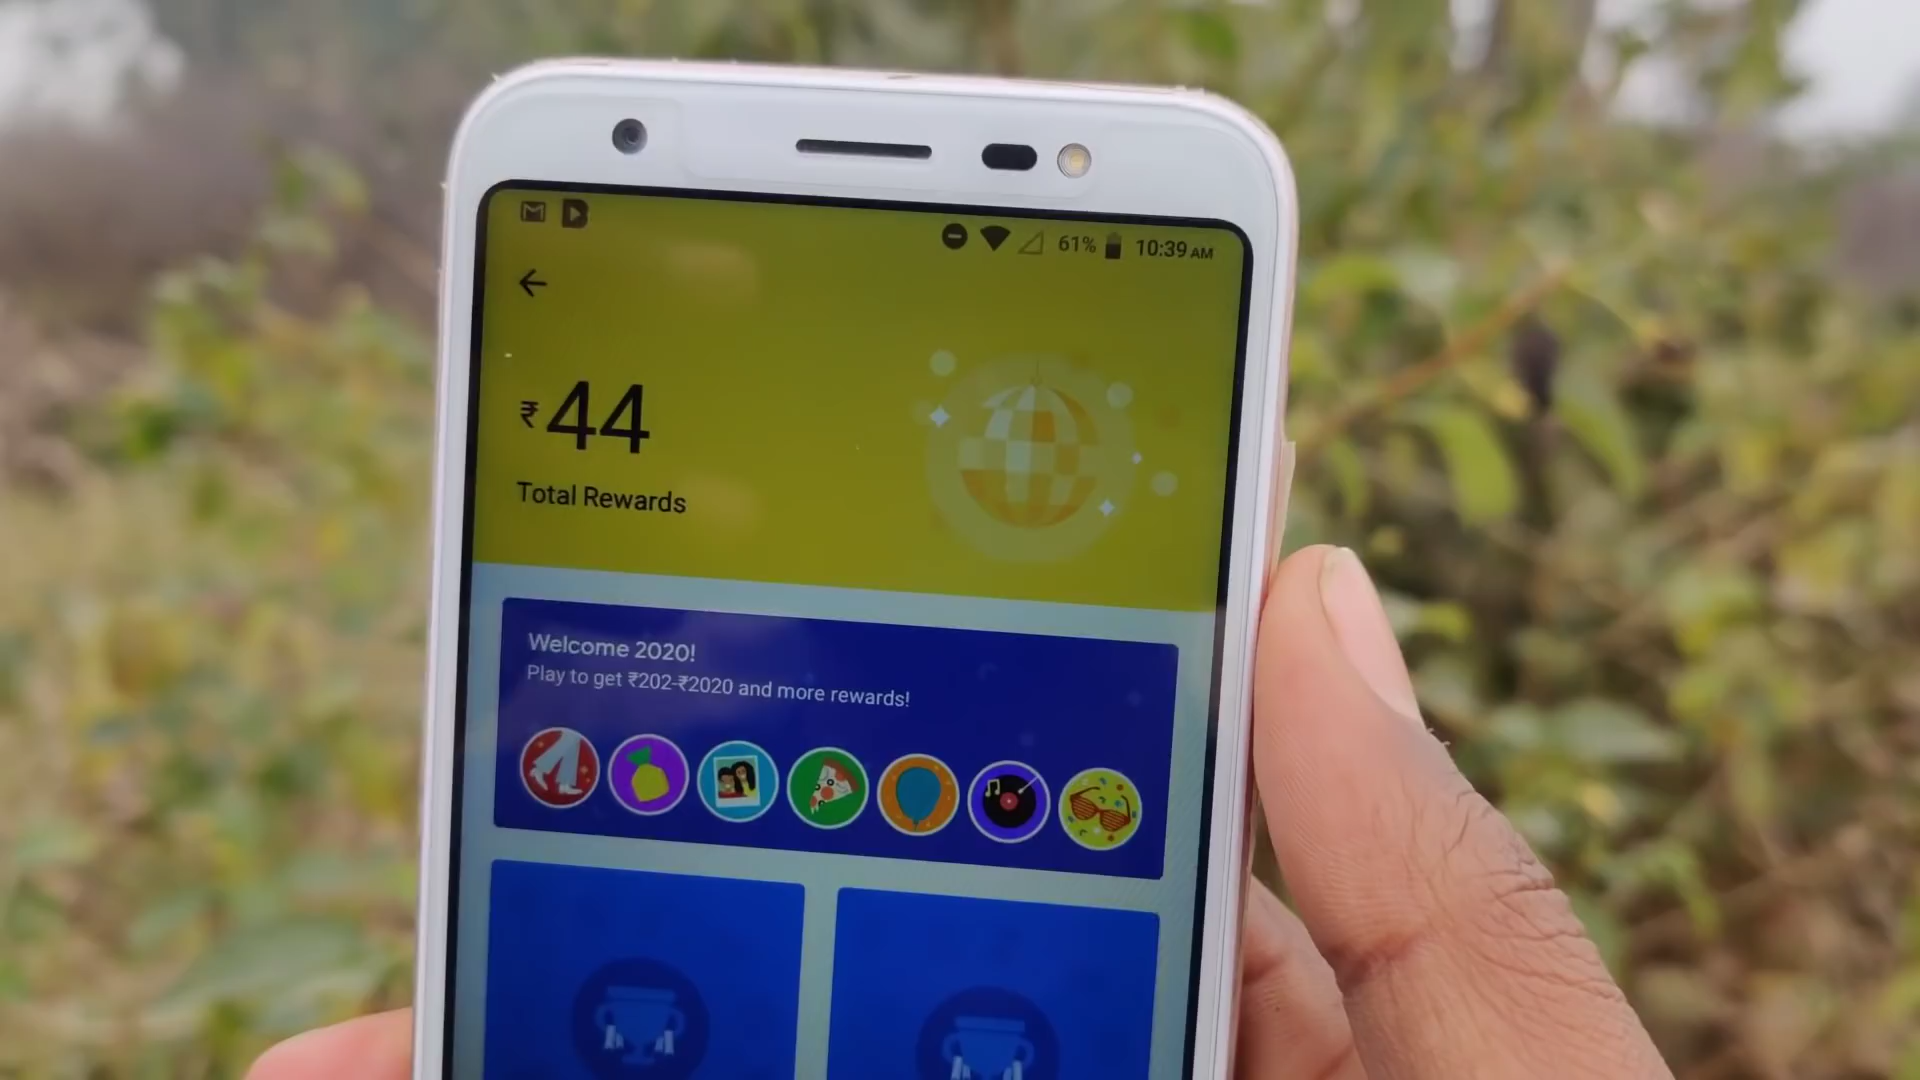 61% 10:39 AM
₹44
Total Rewards
Welcome 2020!
Play to get ₹202-₹2020 and more rewards!